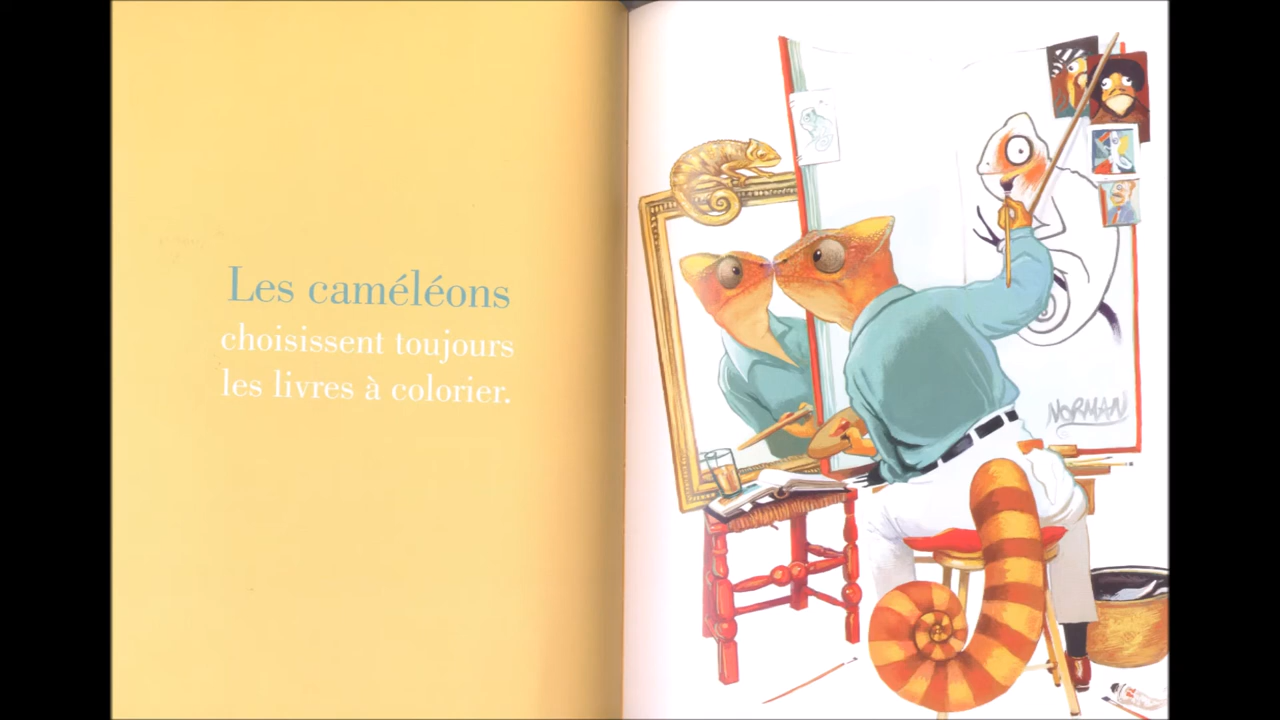 Les caméléons
choisissent toujours
les livres à colorier.
NORMAN